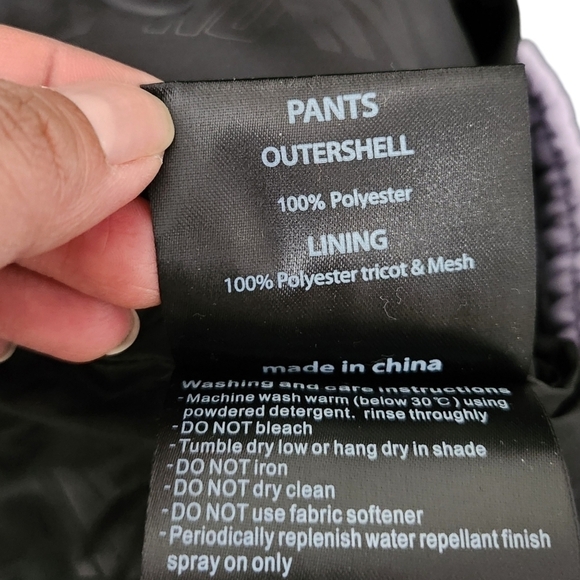 PANTS
OUTERSHELL
100% Polyester
LINING
100% Polyester tricot & Mesh
made in china
Washing and care instructions
-Machine wash warm (below 30℃) using
powdered detergent, rinse throughly
-DO NOT bleach
-Tumble dry low or hang dry in shade
-DO NOT iron
-DO NOT dry clean
-DO NOT use fabric softener
-Periodically replenish water repellant finish
spray on only